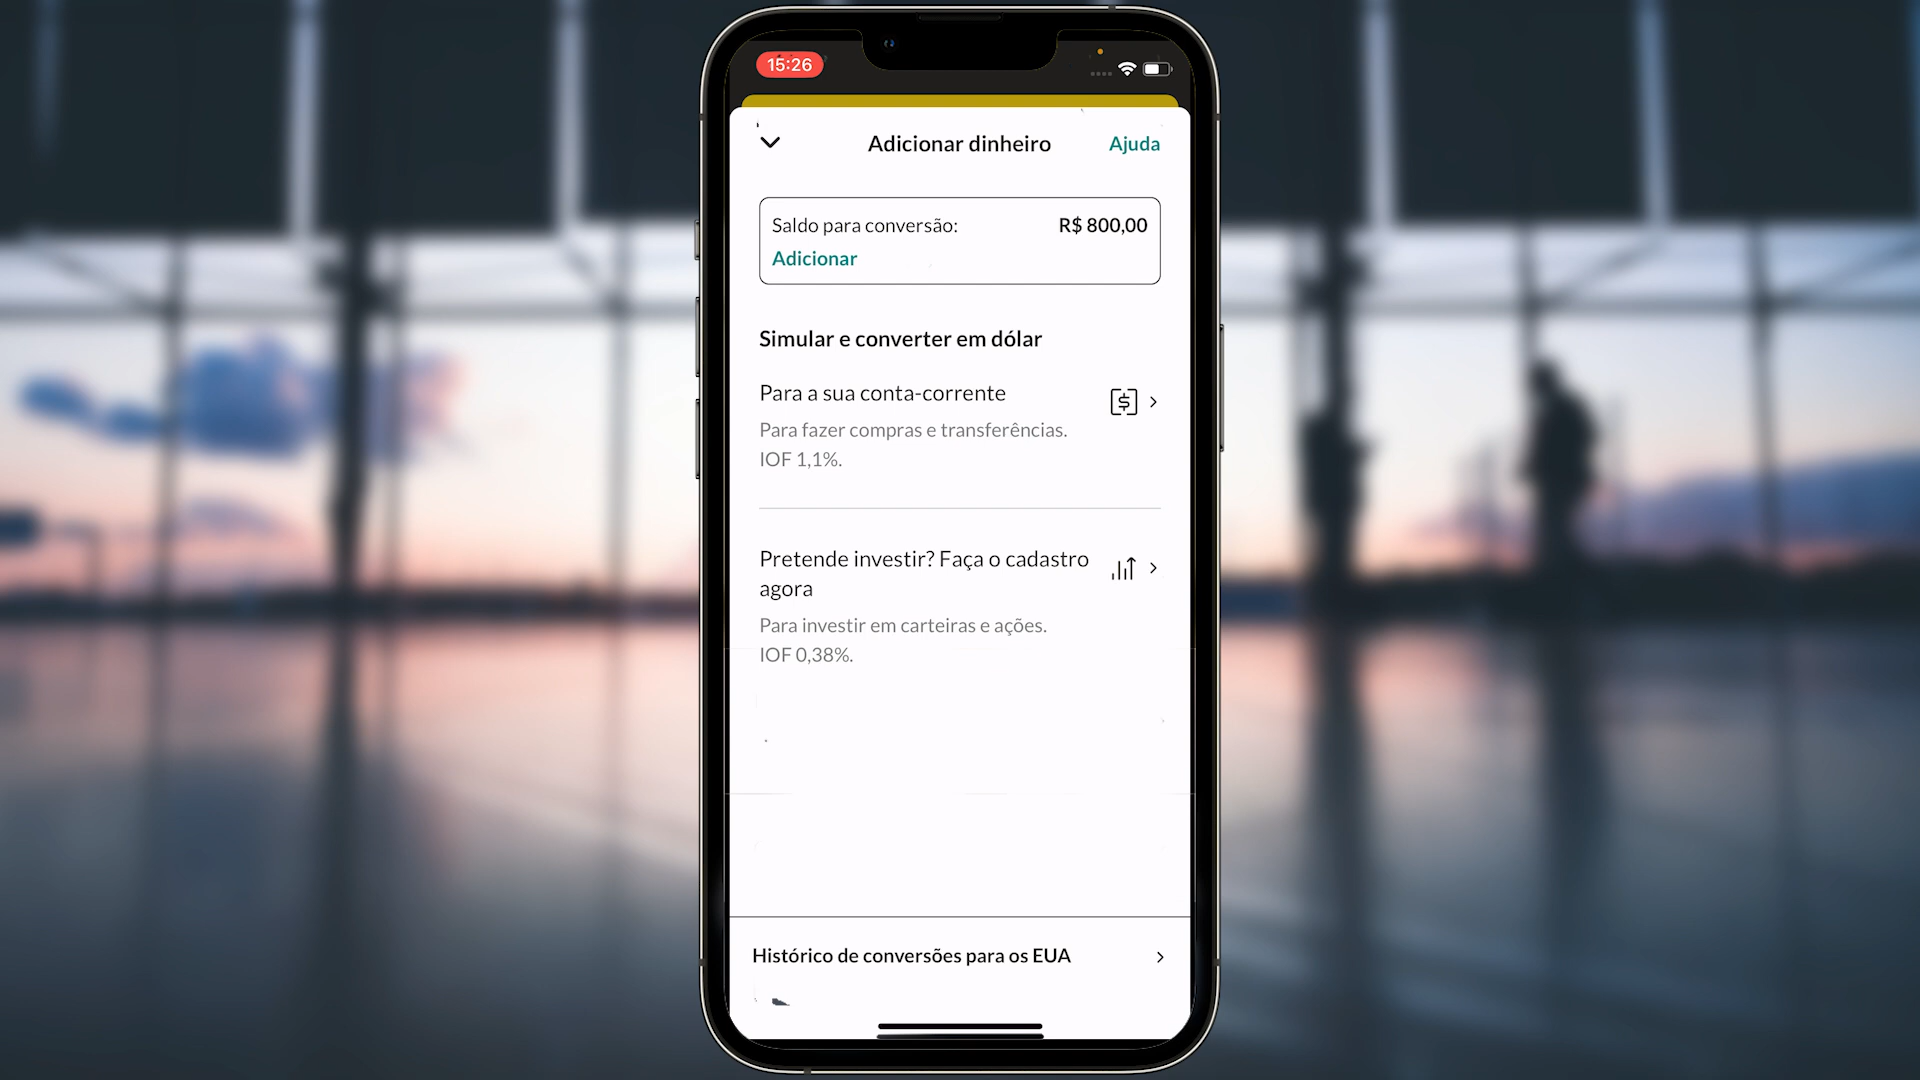 15:26
Adicionar dinheiro
Ajuda
Saldo para conversão:
R$ 800,00
Adicionar
Simular e converter em dólar
Para a sua conta-corrente
Para fazer compras e transferências.
IOF 1,1%.
Pretende investir? Faça o cadastro
agora
Para investir em carteiras e ações.
IOF 0,38%.
Histórico de conversões para os EUA